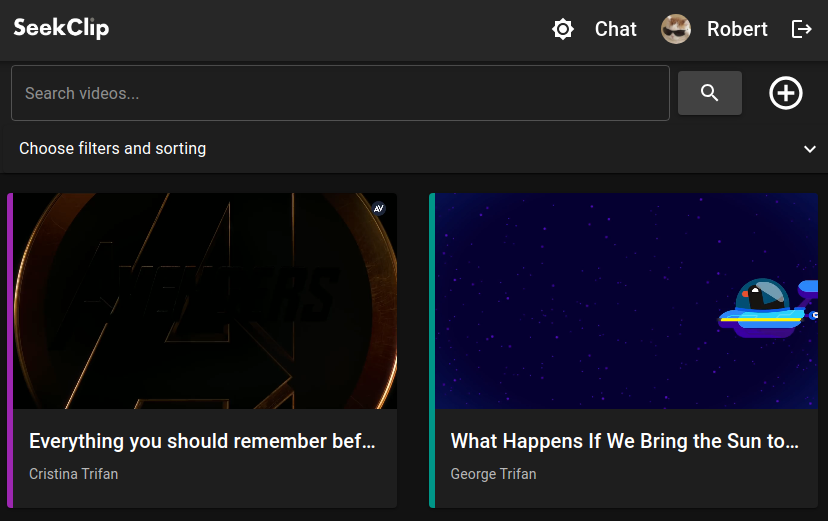 SeekClip
Chat
Robert
Search videos...
Choose filters and sorting
AV
AVENGERS
Everything you should remember bef...
Cristina Trifan
What Happens If We Bring the Sun to...
George Trifan